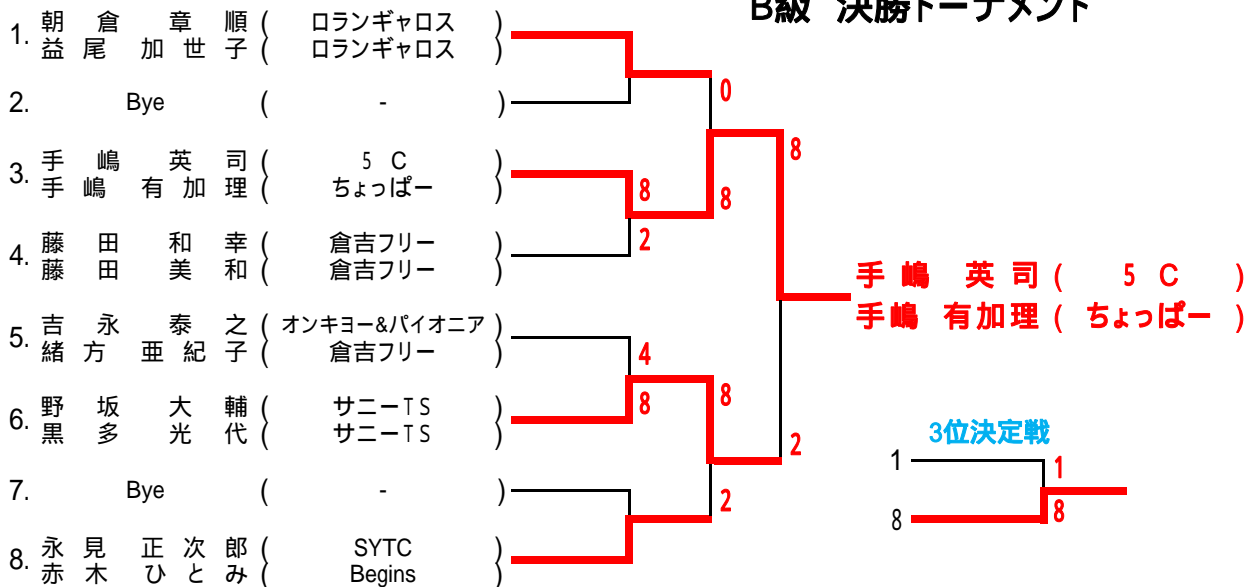 B級 決勝トーナメント
1. 朝倉 章順 ( ロランギャロス )
益尾 加世子 ( ロランギャロス )
2. Bye ( - )
0
3. 手嶋 英司 ( 5 C )
手嶋 有加理 ( ちょっぱー )
8
8
8
2
4. 藤田 和幸 ( 倉吉フリー )
藤田 美和 ( 倉吉フリー )
手嶋 英司 ( 5 C )
手嶋 有加理 ( ちょっぱー )
5. 吉永 泰之 ( オンキヨー&パイオニア )
緒方 亜紀子 ( 倉吉フリー )
4
8
8
6. 野坂 大輔 ( サニーTS )
黒多 光代 ( サニーTS )
2
7. Bye ( - )
2
8. 永見 正次郎 ( SYTC )
赤木 ひとみ ( Begins )
3位決定戦
1
1
8
8